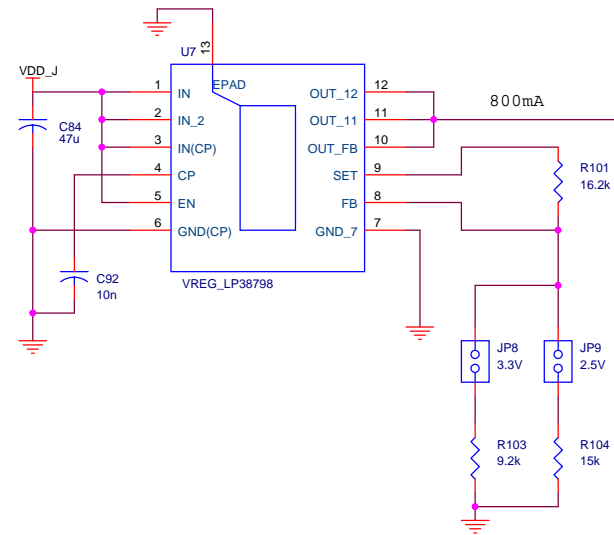 U7
13
EPAD
VDD_J
1 IN OUT_12 12
2 IN_2 OUT_11 11
3 IN(CP) OUT_FB 10
4 CP SET 9
5 EN FB 8
6 GND(CP) GND_7 7
VREG_LP38798
800mA
C84
47u
C92
10n
R101
16.2k
JP8
3.3V
JP9
2.5V
R103
9.2k
R104
15k